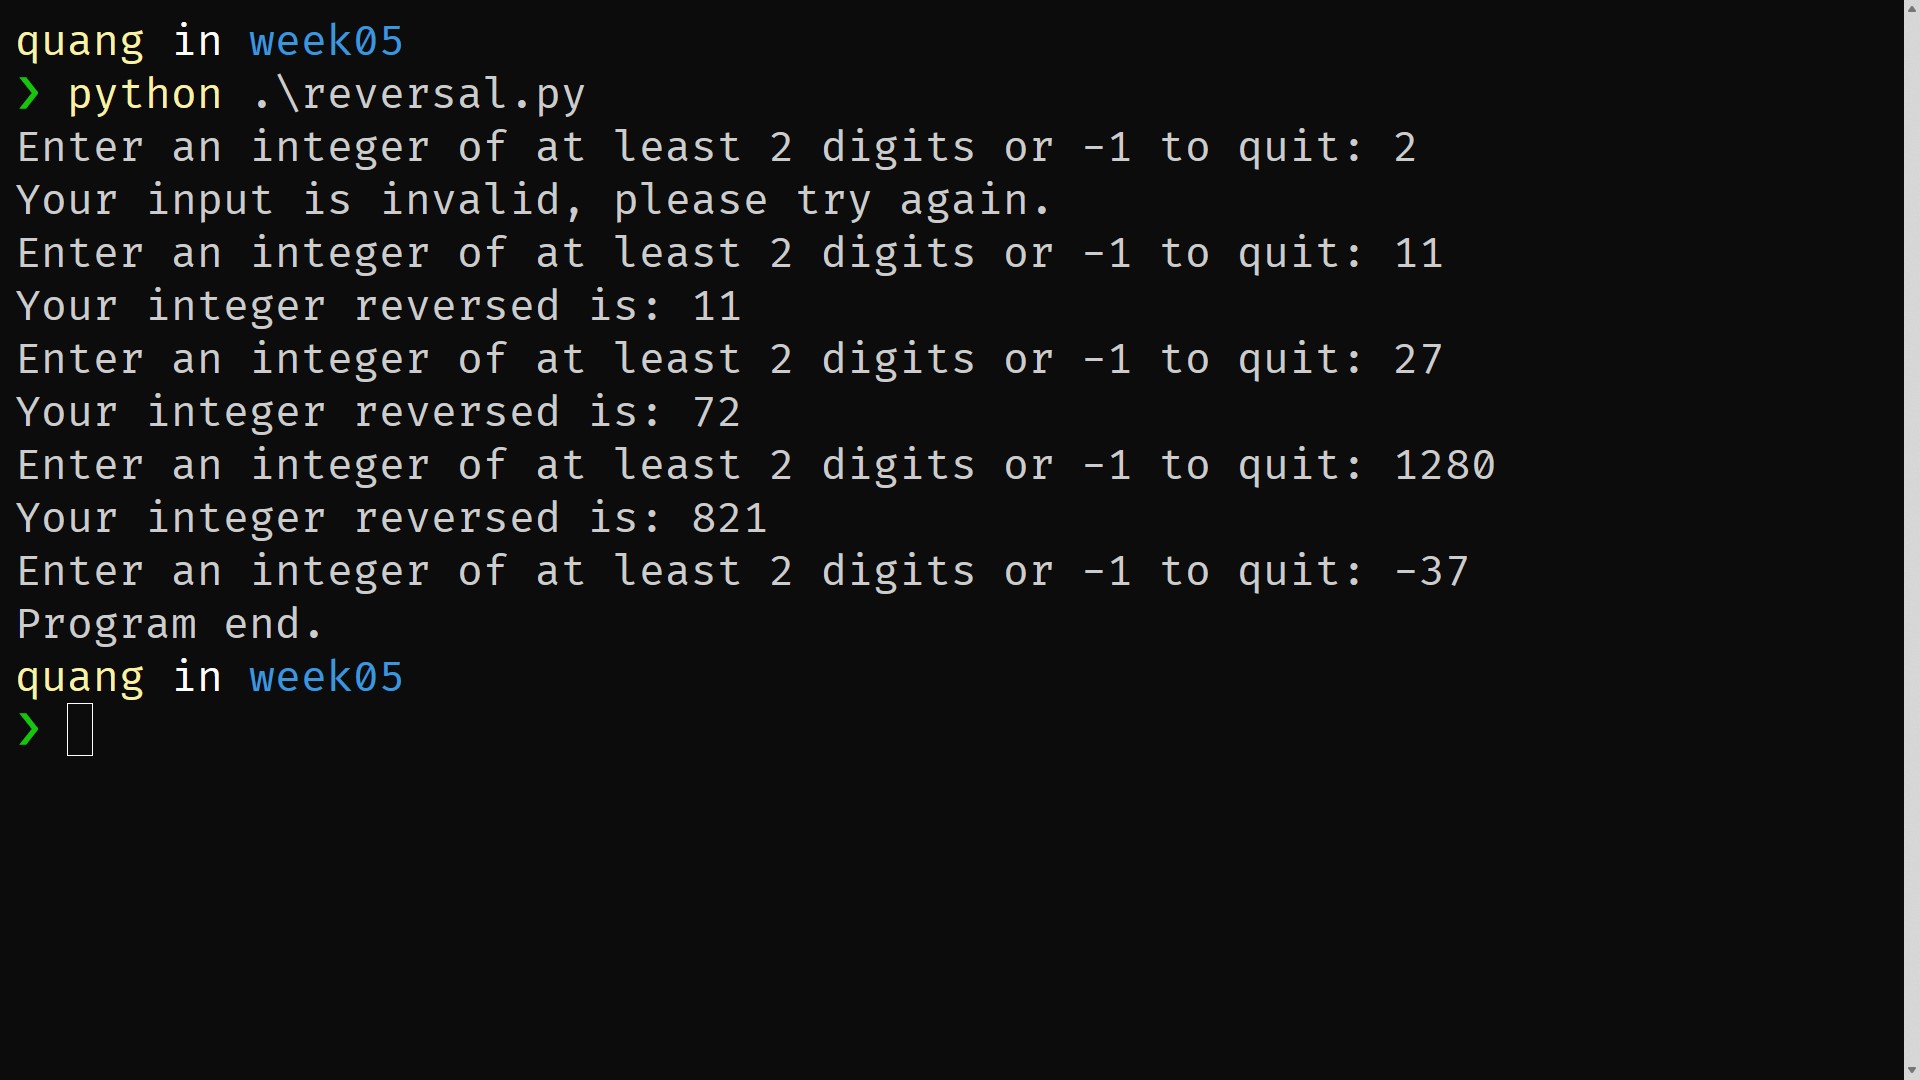 quang in week05
❯ python .\reversal.py
Enter an integer of at least 2 digits or -1 to quit: 2
Your input is invalid, please try again.
Enter an integer of at least 2 digits or -1 to quit: 11
Your integer reversed is: 11
Enter an integer of at least 2 digits or -1 to quit: 27
Your integer reversed is: 72
Enter an integer of at least 2 digits or -1 to quit: 1280
Your integer reversed is: 821
Enter an integer of at least 2 digits or -1 to quit: -37
Program end.
quang in week05
❯